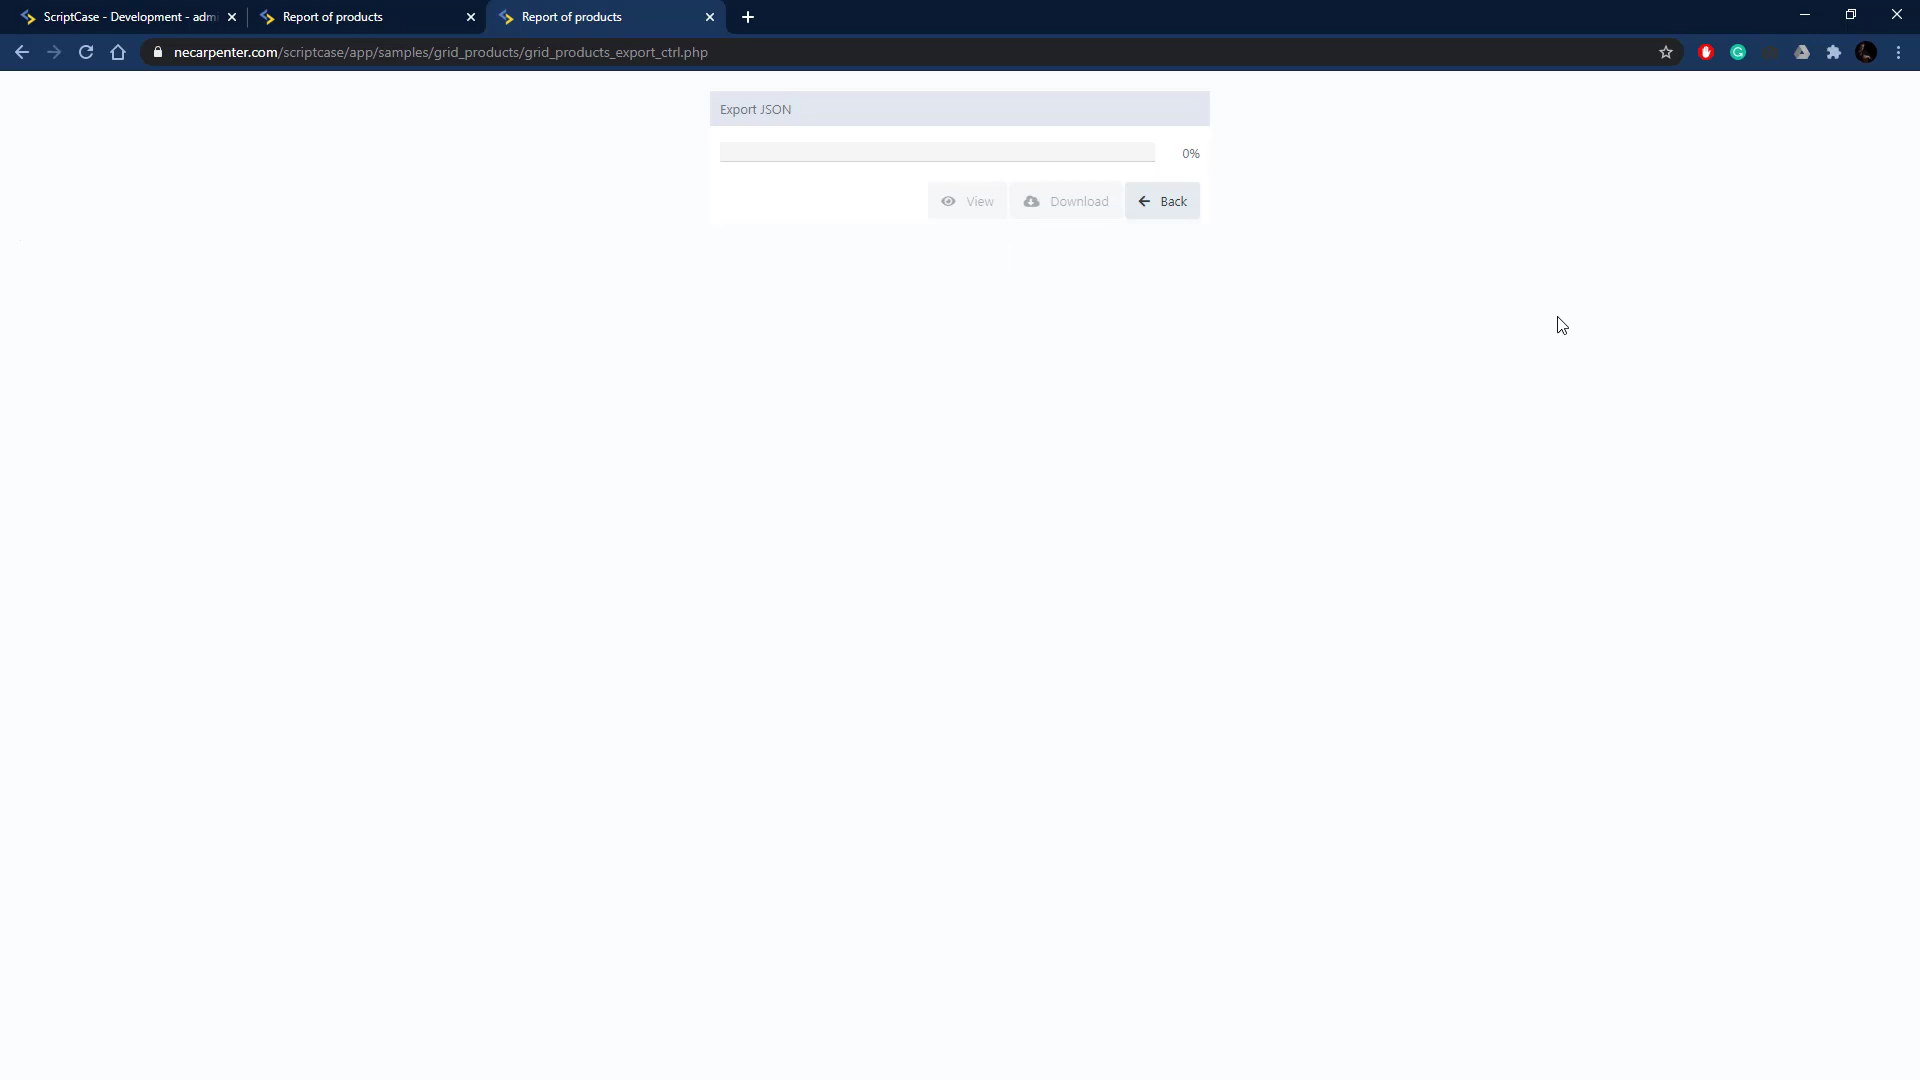 ScriptCase - Development - adm
Report of products
Report of products
necarpenter.com/scriptcase/app/samples/grid_products/grid_products_export_ctrl.php
Export JSON
0%
View
Download
Back